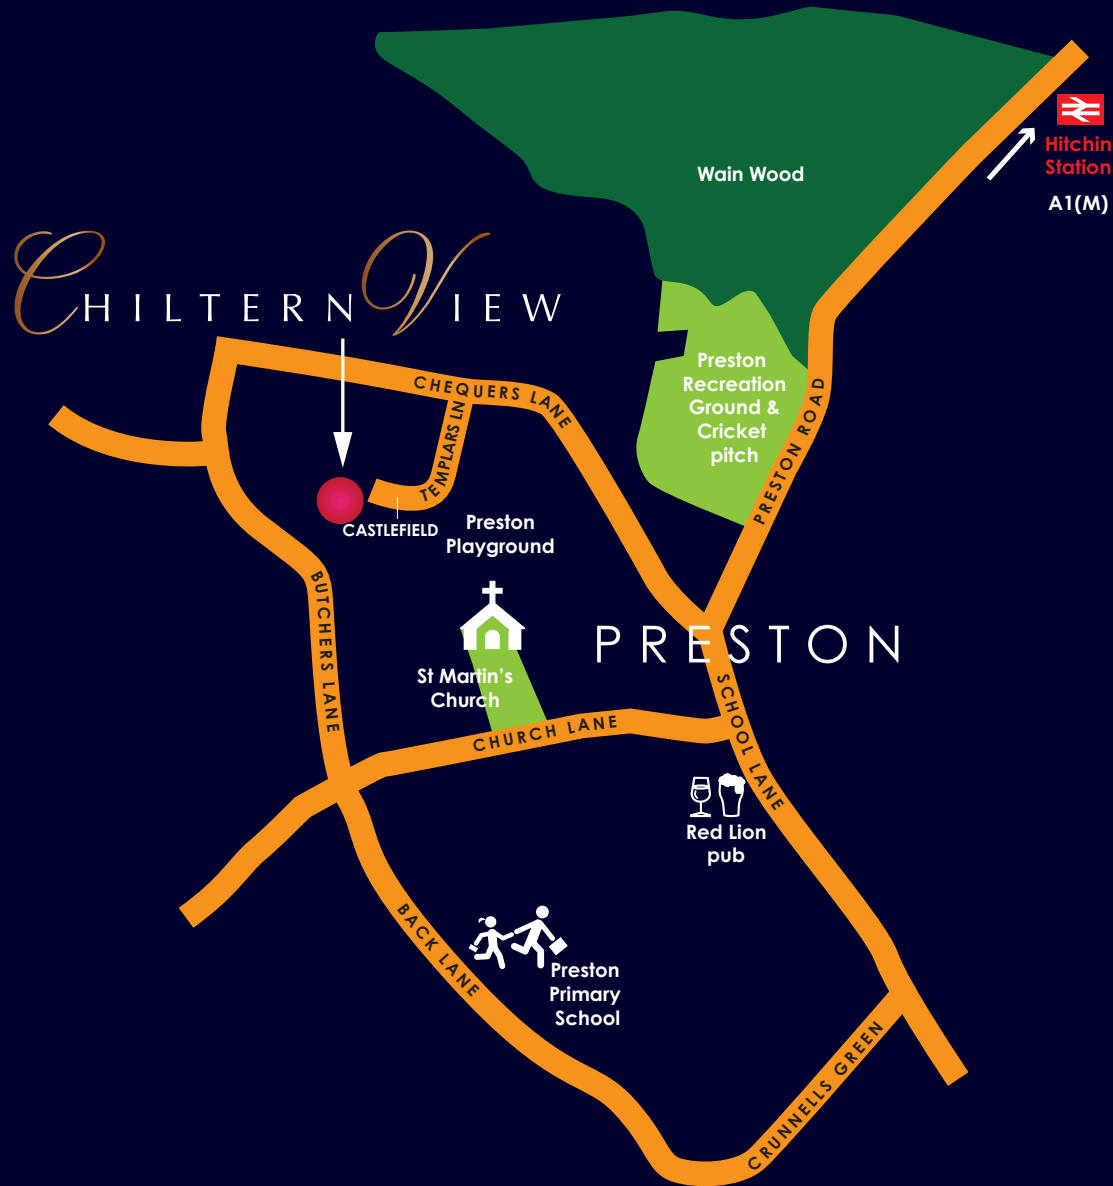 Hitchin
Station
A1(M)
Wain Wood
CHILTERN VIEW
Preston
Recreation
Ground &
Cricket
pitch
CHEQUERS LANE
TEMPLARS LN
PRESTON ROAD
CASTLEFIELD
Preston
Playground
BUTCHERS LANE
PRESTON
St Martin's
Church
SCHOOL LANE
CHURCH LANE
Red Lion
pub
BACK LANE
Preston
Primary
School
CRUNNELLS GREEN